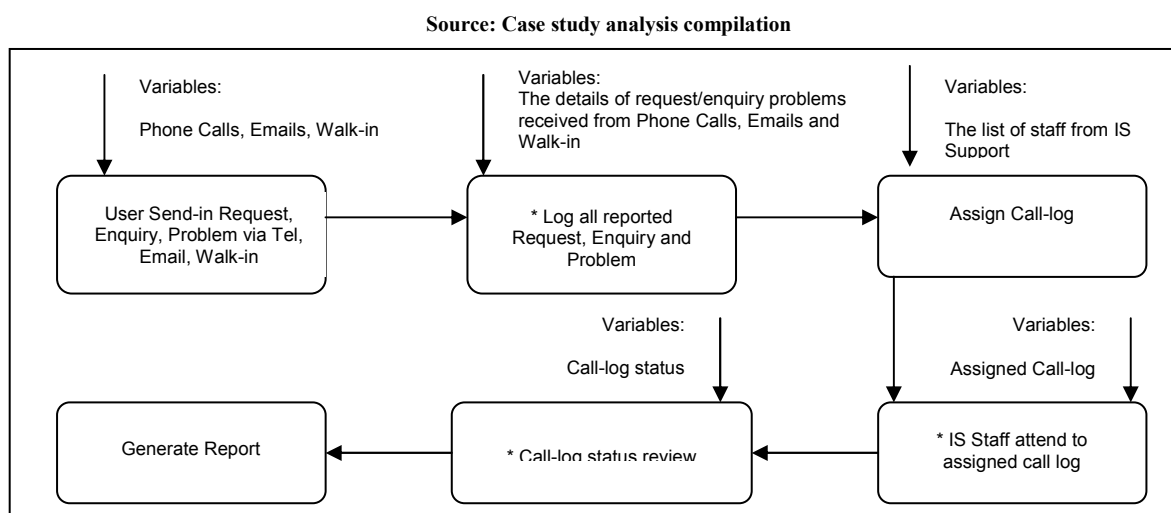 Source: Case study analysis compilation
Variables:
Phone Calls, Emails, Walk-in
Variables:
The details of request/enquiry problems
received from Phone Calls, Emails and
Walk-in
Variables:
The list of staff from IS
Support
User Send-in Request,
Enquiry, Problem via Tel,
Email, Walk-in
* Log all reported
Request, Enquiry and
Problem
Assign Call-log
Variables:
Call-log status
Variables:
Assigned Call-log
Generate Report
* Call-log status review
* IS Staff attend to
assigned call log